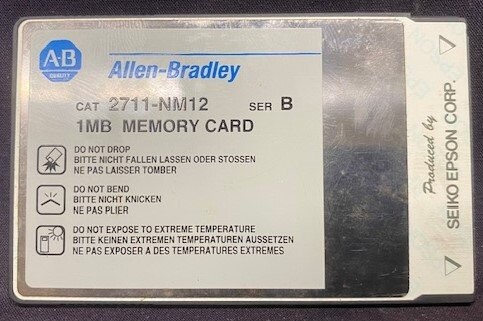 A·B
QUALITY
Allen-Bradley
CAT 2711-NM12 SER B
1MB MEMORY CARD
DO NOT DROP
BITTE NICHT FALLEN LASSEN ODER STOSSEN
NE PAS LAISSER TOMBER
DO NOT BEND
BITTE NICHT KNICKEN
NE PAS PLIER
DO NOT EXPOSE TO EXTREME TEMPERATURE
BITTE KEINEN EXTREMEN TEMPERATUREN AUSSETZEN
NE PAS EXPOSER A DES TEMPERATURES EXTREMES
Produced by
SEIKO EPSON CORP.